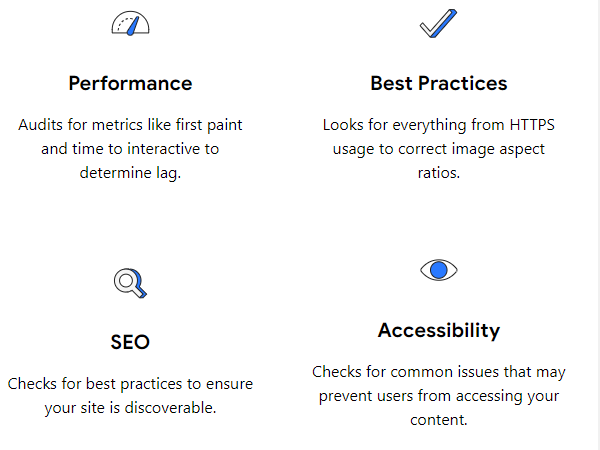 Performance
Audits for metrics like first paint
and time to interactive to
determine lag.
Best Practices
Looks for everything from HTTPS
usage to correct image aspect
ratios.
SEO
Checks for best practices to ensure
your site is discoverable.
Accessibility
Checks for common issues that may
prevent users from accessing your
content.